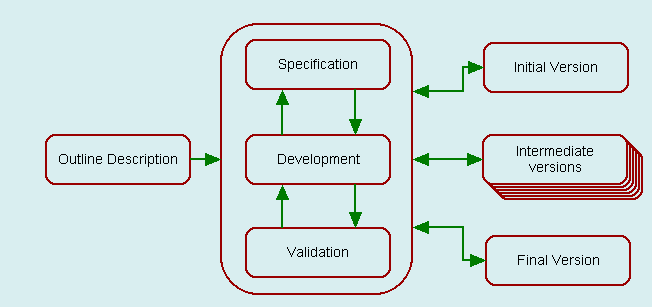 Specification
Initial Version
Outline Description
Development
Intermediate
versions
Validation
Final Version